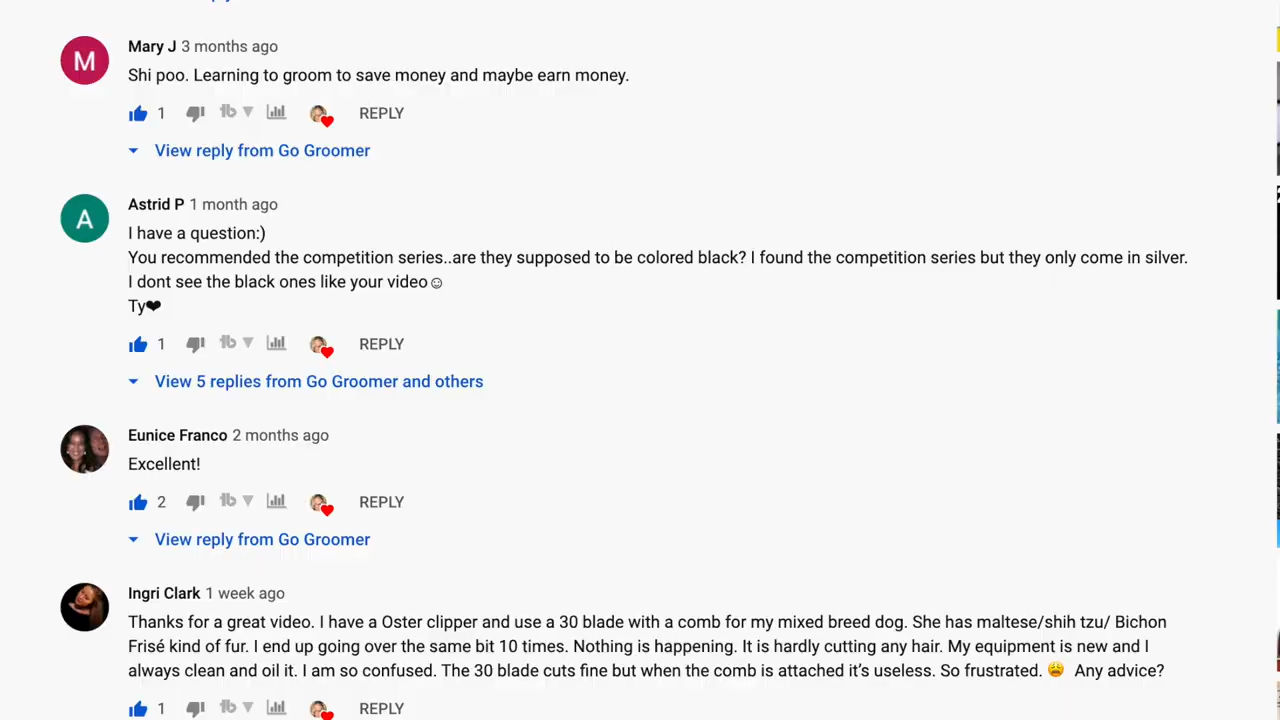 Mary J 3 months ago
M
Shi poo. Learning to groom to save money and maybe earn money.
1 REPLY
View reply from Go Groomer
Astrid P 1 month ago
A
I have a question:)
You recommended the competition series..are they supposed to be colored black? I found the competition series but they only come in silver.
I dont see the black ones like your video☺
Ty❤
1 REPLY
View 5 replies from Go Groomer and others
Eunice Franco 2 months ago
Excellent!
2 REPLY
View reply from Go Groomer
Ingri Clark 1 week ago
Thanks for a great video. I have a Oster clipper and use a 30 blade with a comb for my mixed breed dog. She has maltese/shih tzu/ Bichon
Frisé kind of fur. I end up going over the same bit 10 times. Nothing is happening. It is hardly cutting any hair. My equipment is new and I
always clean and oil it. I am so confused. The 30 blade cuts fine but when the comb is attached it’s useless. So frustrated. 😩 Any advice?
1 REPLY